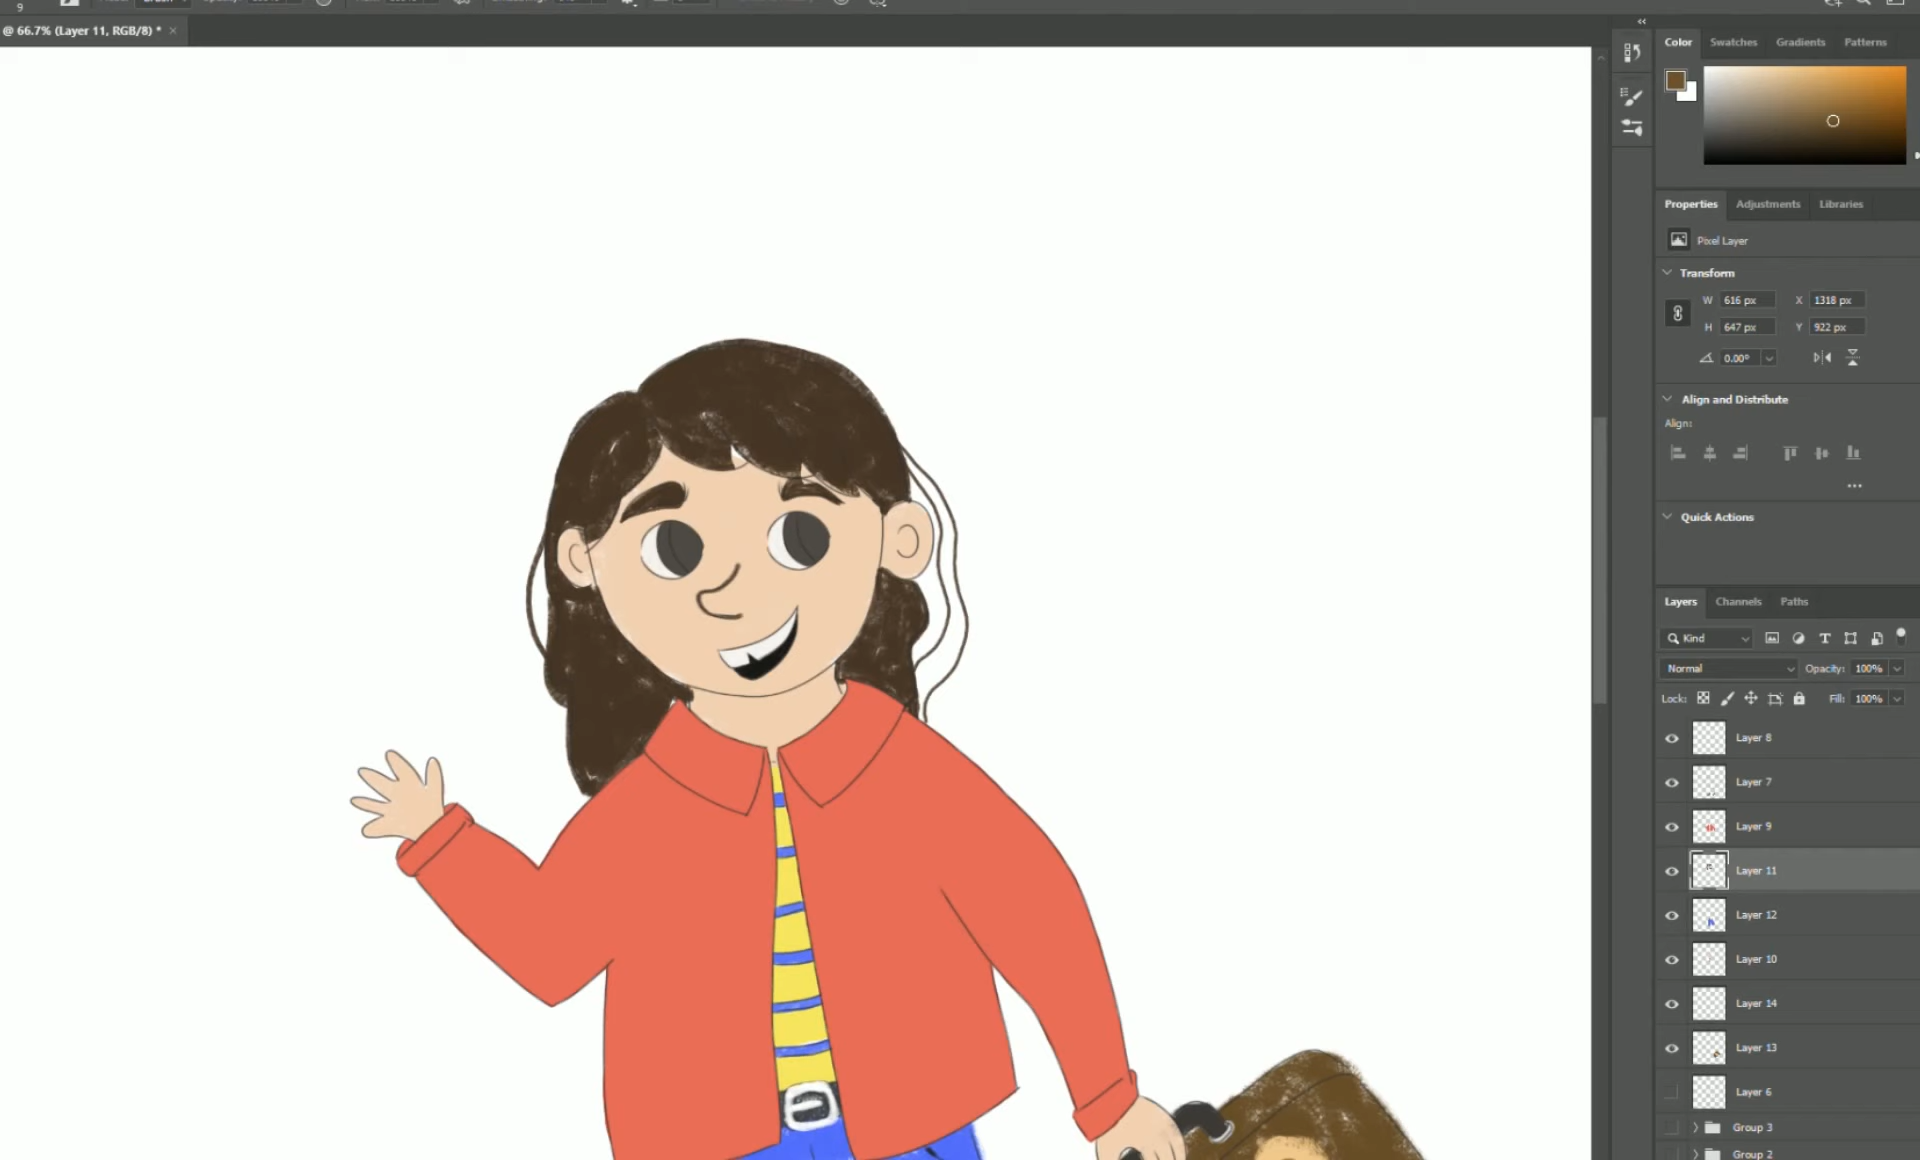 9
@ 66.7% (Layer 11, RGB/8) * ×
Color Swatches Gradients Patterns
Properties Adjustments Libraries
Pixel Layer
Transform
W 616 px X 1318 px
H 647 px Y 922 px
0.00°
Align and Distribute
Align:
Quick Actions
Layers Channels Paths
Kind
Normal Opacity: 100%
Lock: Fill: 100%
Layer 8
Layer 7
Layer 9
Layer 11
Layer 12
Layer 10
Layer 14
Layer 13
Layer 6
Group 3
Group 2